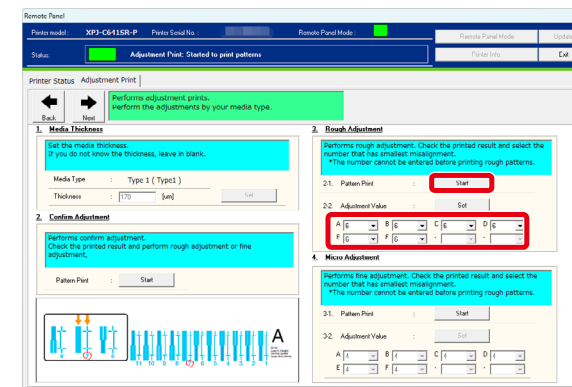 Remote Panel
Printer model : XPJ-C641SR-P Printer Serial No. : Remote Panel Mode :
Remote Panel Mode Update
Status: Adjustment Print: Started to print patterns
Printer Info. Exit
Printer Status Adjustment Print
Back Next
Performs adjustment prints.
Perform the adjustments by your media type.
1. Media Thickness
Set the media thickness.
If you do not know the thickness, leave in blank.
Media Type : Type 1 ( Type1 )
Thickness : 170 [um] Set
2. Confirm Adjustment
Performs confirm adjustment.
Check the printed result and perform rough adjustment or fine
adjustment,
Pattern Print : Start
A
11 10 9 8 7 6 5 4 3 2 1
3. Rough Adjustment
Performs rough adjustment. Check the printed result and select the
number that has smallest misalignment.
*The number cannot be entered before printing rough patterns.
2-1. Pattern Print : Start
2-2. Adjustment Value : Set
A 6 B 6 C 6 D 6
E 6 F 6 - -
4. Micro Adjustment
Performs fine adjustment. Check the printed result and select the
number that has smallest misalignment.
*The number cannot be entered before printing rough patterns.
3-1. Pattern Print : Start
3-2. Adjustment Value : Set
A 4 B 4 C 4 D 4
E 4 F 4 - -